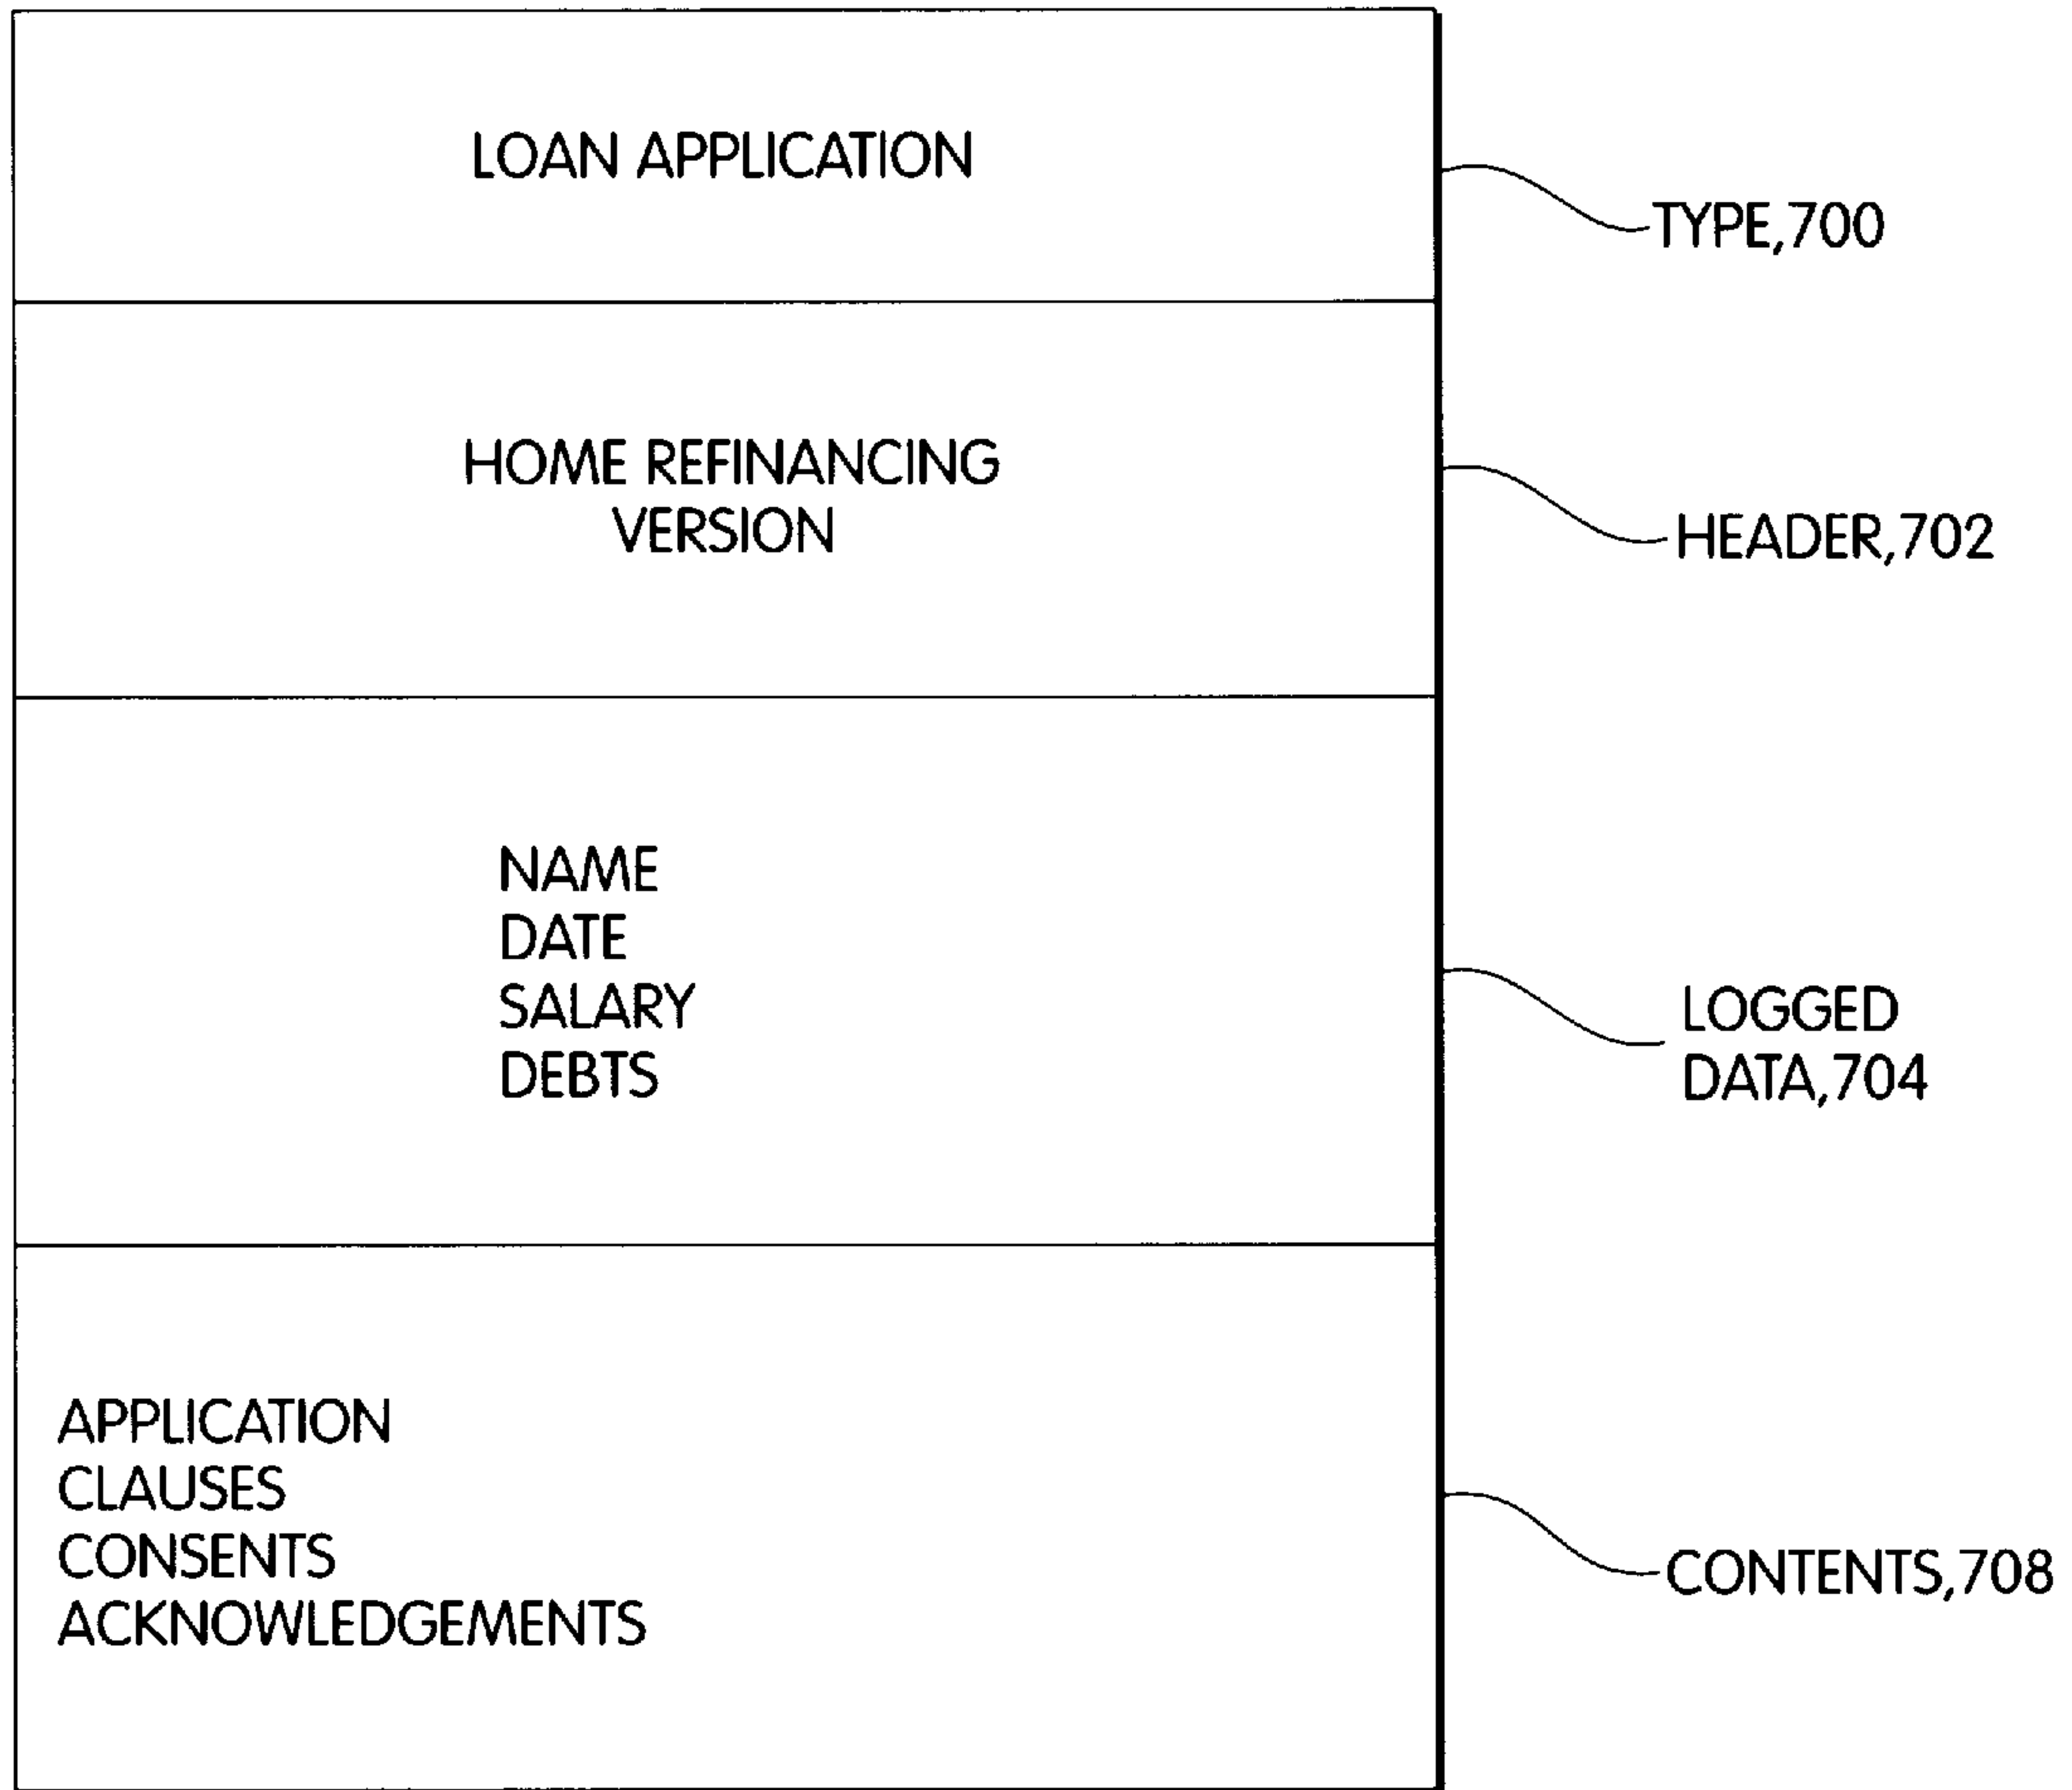 LOAN APPLICATION
TYPE,700
HOME REFINANCING
VERSION
HEADER,702
NAME
DATE
SALARY
DEBTS
LOGGED
DATA,704
APPLICATION
CLAUSES
CONSENTS
ACKNOWLEDGEMENTS
CONTENTS,708